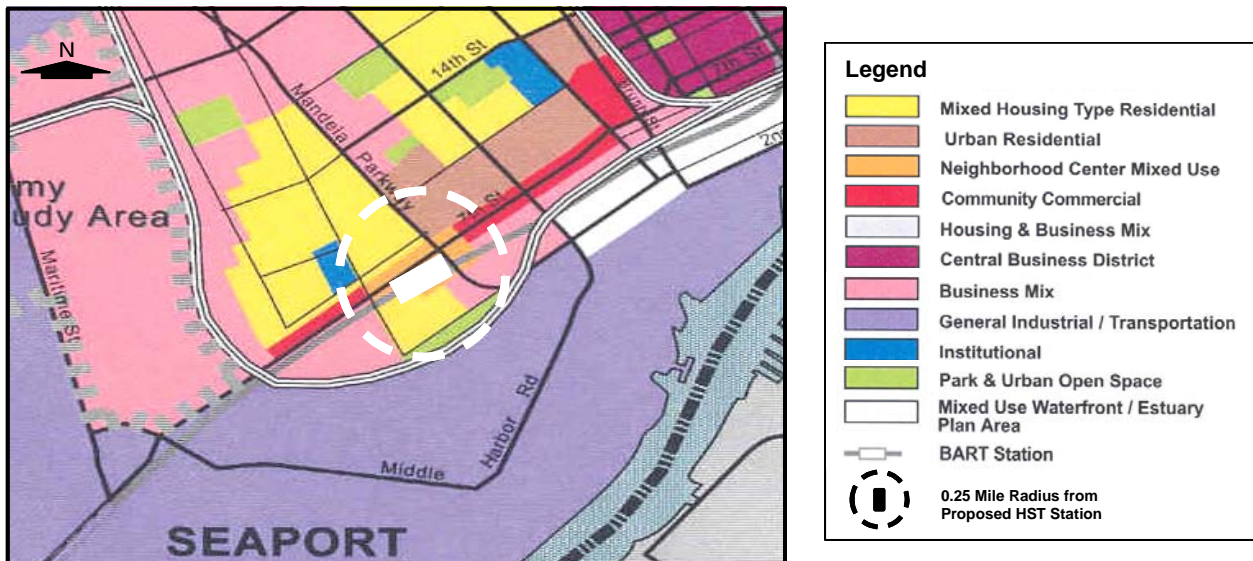 N
14th St
7th St
Mandela
Parkway
7th St
2n
my
udy Area
Maritime St
Harbor Rd
Middle
SEAPORT
Legend
Mixed Housing Type Residential
Urban Residential
Neighborhood Center Mixed Use
Community Commercial
Housing & Business Mix
Central Business District
Business Mix
General Industrial / Transportation
Institutional
Park & Urban Open Space
Mixed Use Waterfront / Estuary
Plan Area
BART Station
0.25 Mile Radius from
Proposed HST Station